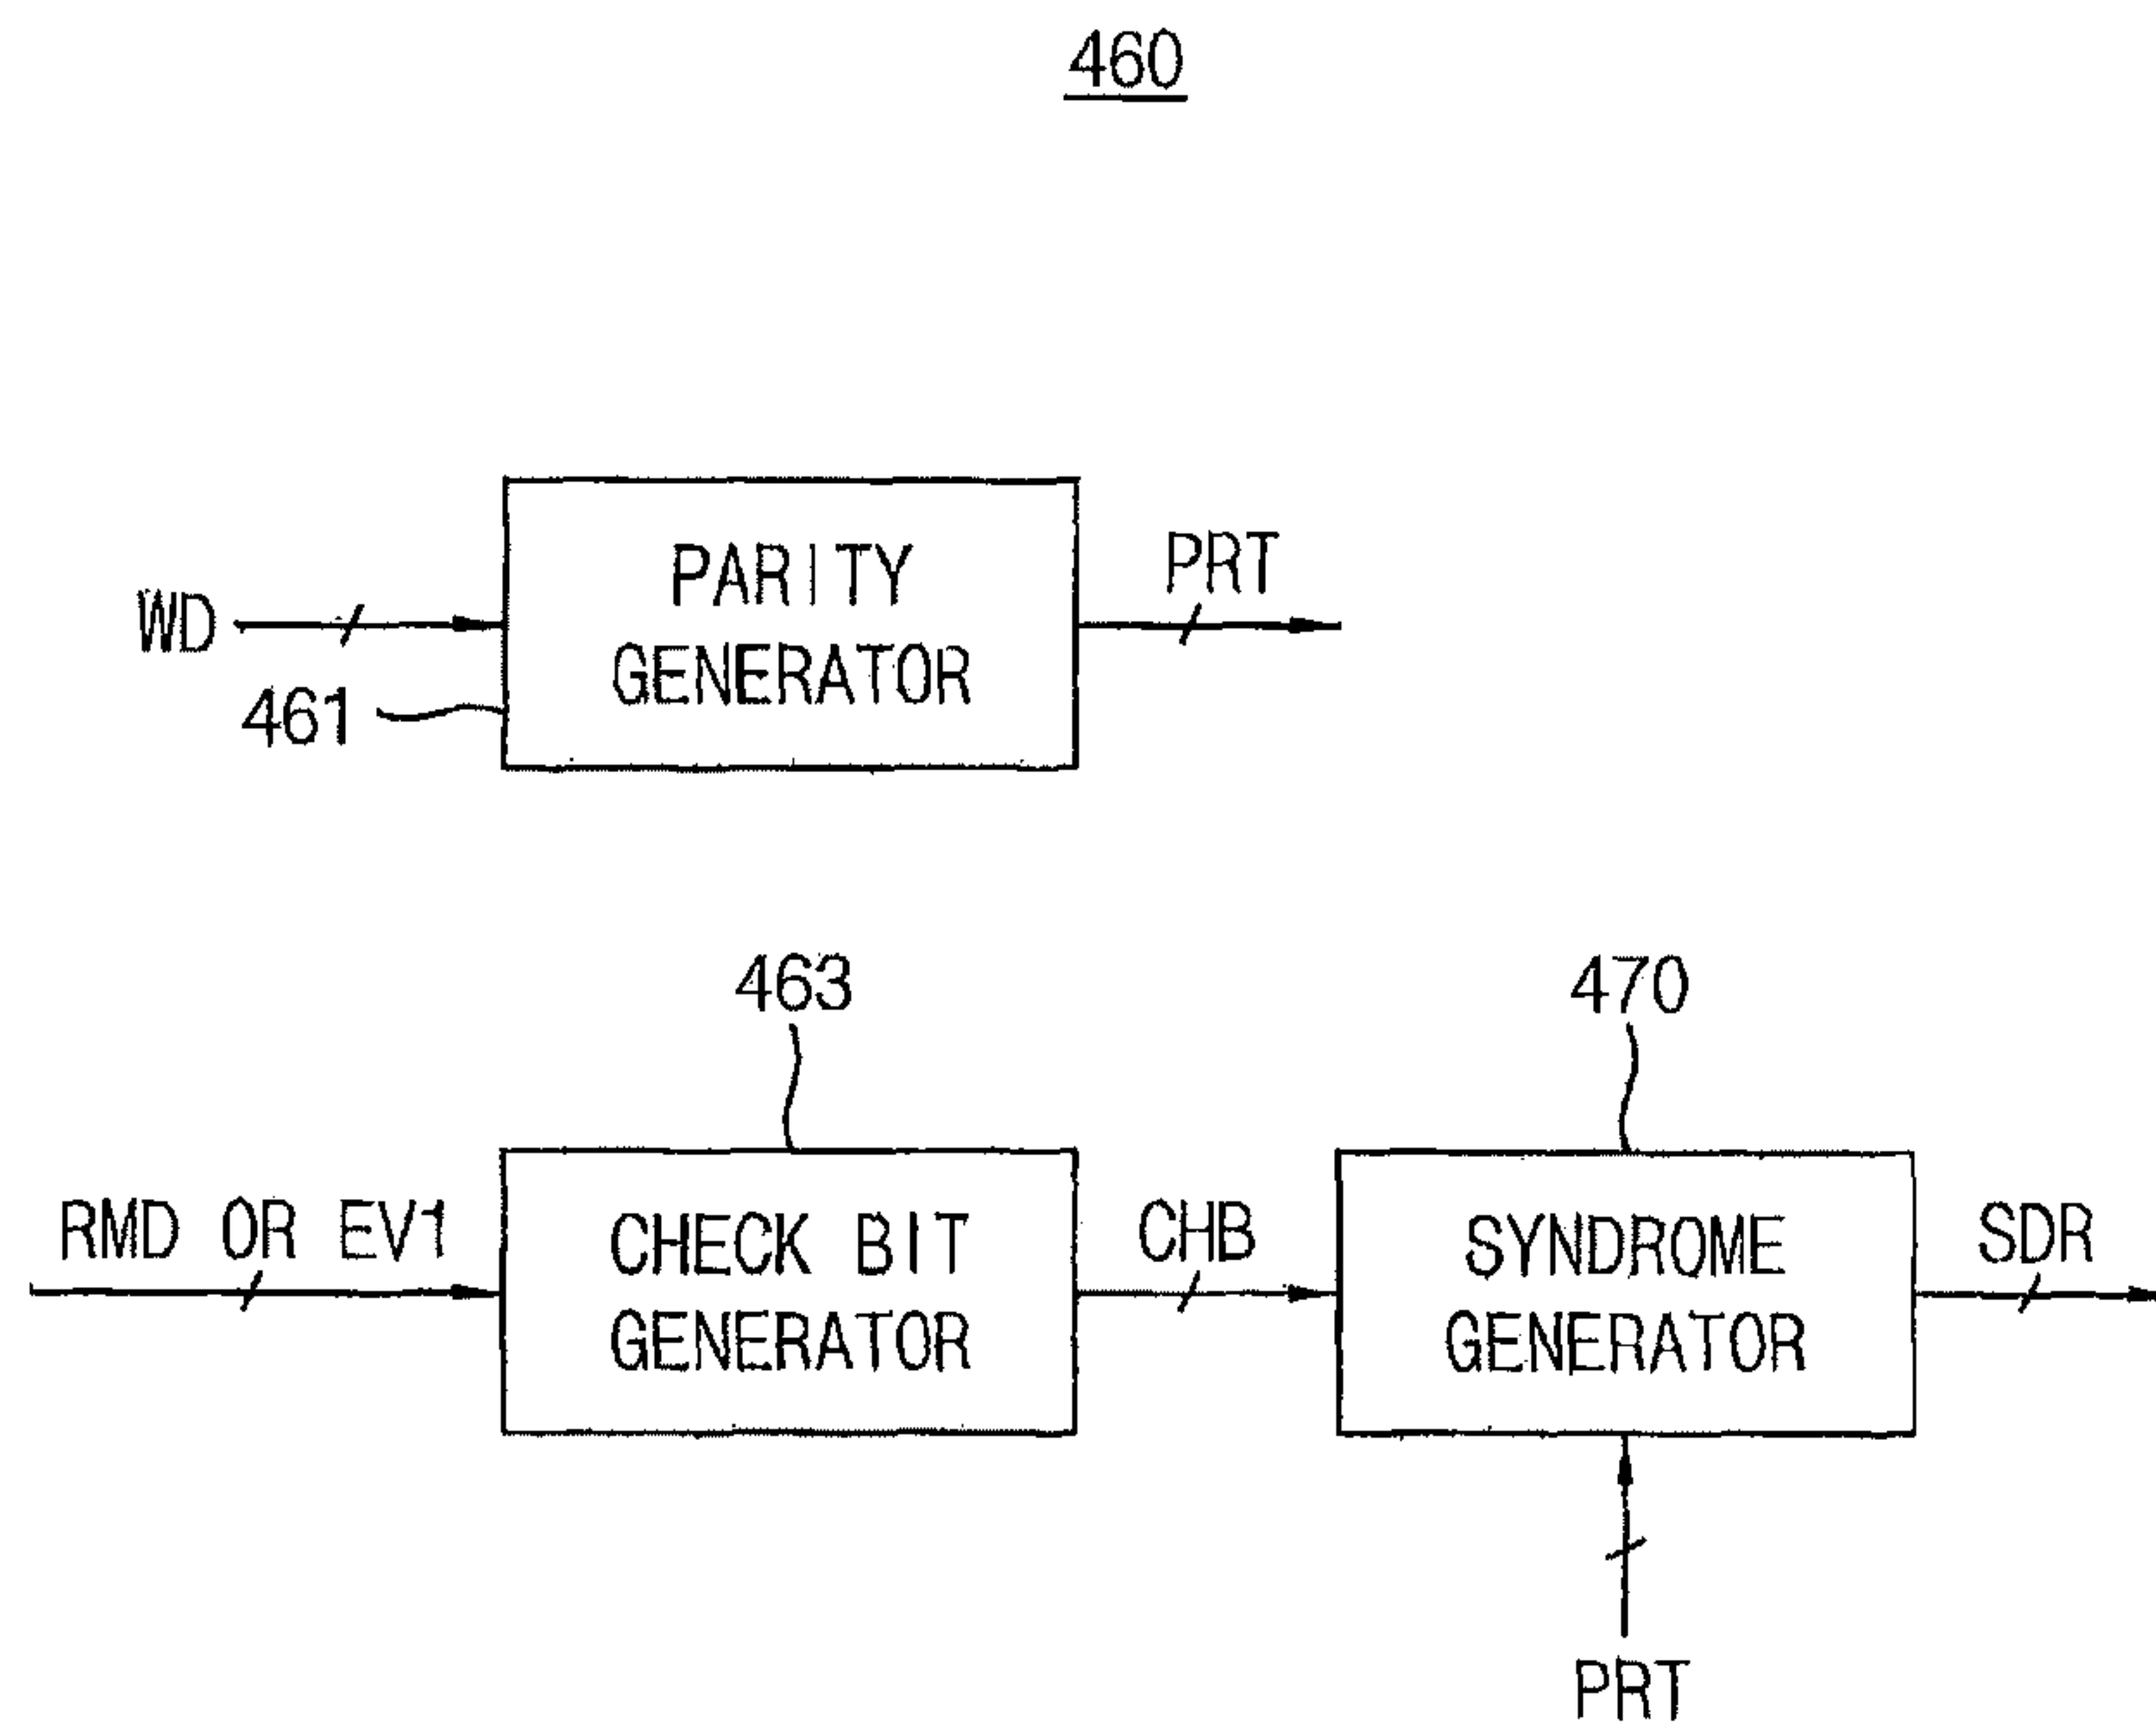 460
PARITY
GENERATOR
WD
PRT
461
463
470
RMD OR EV1
CHECK BIT
GENERATOR
CHB
SYNDROME
GENERATOR
SDR
PRT